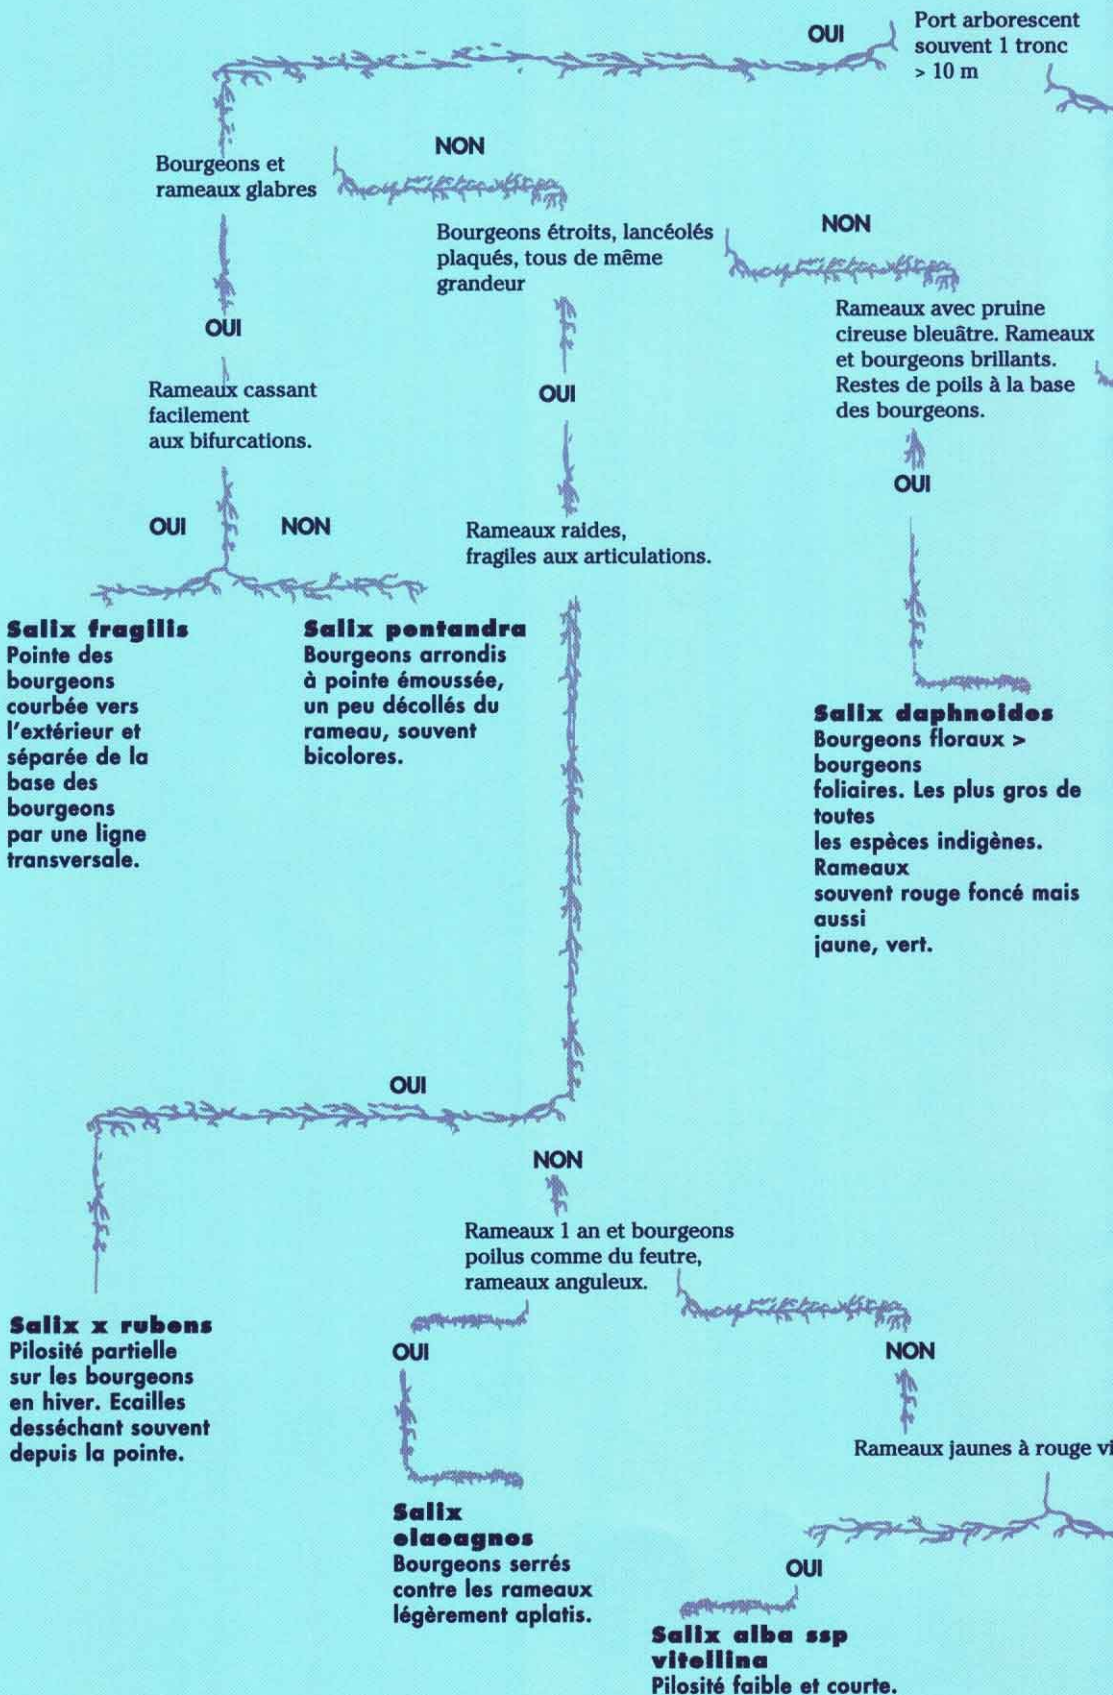 OUI
Port arborescent
souvent 1 tronc
> 10 m
Bourgeons et
rameaux glabres
NON
Bourgeons étroits, lancéolés
plaqués, tous de même
grandeur
NON
Rameaux avec pruine
cireuse bleuâtre. Rameaux
et bourgeons brillants.
Restes de poils à la base
des bourgeons.
OUI
Rameaux cassant
facilement
aux bifurcations.
OUI
OUI
OUI
NON
Rameaux raides,
fragiles aux articulations.
Salix fragilis
Pointe des
bourgeons
courbée vers
l'extérieur et
séparée de la
base des
bourgeons
par une ligne
transversale.
Salix pentandra
Bourgeons arrondis
à pointe émoussée,
un peu décollés du
rameau, souvent
bicolores.
Salix daphnoides
Bourgeons floraux >
bourgeons
foliaires. Les plus gros de
toutes
les espèces indigènes.
Rameaux
souvent rouge foncé mais
aussi
jaune, vert.
OUI
NON
Rameaux 1 an et bourgeons
poilus comme du feutre,
rameaux anguleux.
Salix x rubens
Pilosité partielle
sur les bourgeons
en hiver. Ecailles
desséchant souvent
depuis la pointe.
OUI
NON
Rameaux jaunes à rouge vi
Salix
elaeagnos
Bourgeons serrés
contre les rameaux
légèrement aplatis.
OUI
Salix alba ssp
vitellina
Pilosité faible et courte.